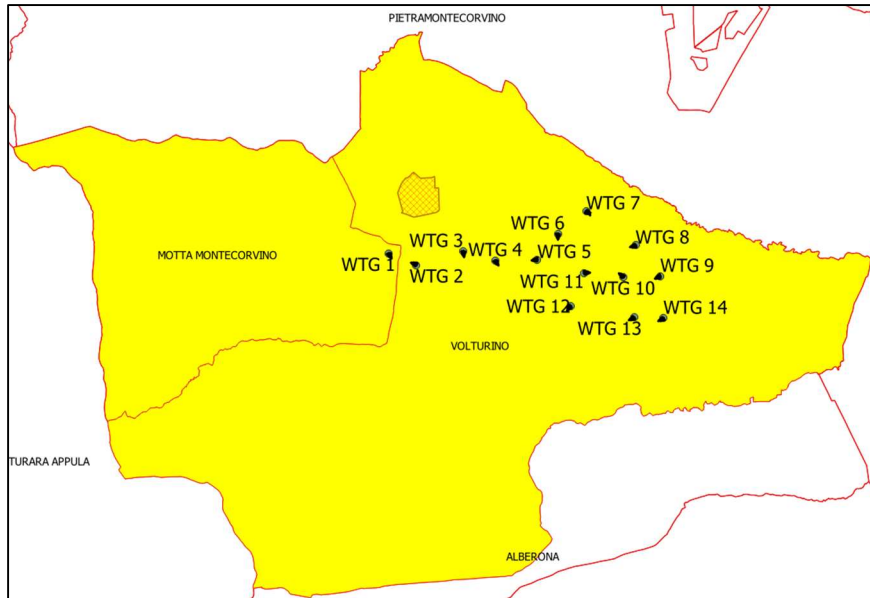 PIETRAMONTECORVINO
WTG 7
WTG 6
WTG 3
WTG 8
WTG 4
WTG 5
MOTTA MONTECORVINO
WTG 1
WTG 2
WTG 11
WTG 9
WTG 10
WTG 12
WTG 14
WTG 13
VOLTURINO
TURARA APPULA
ALBERONA